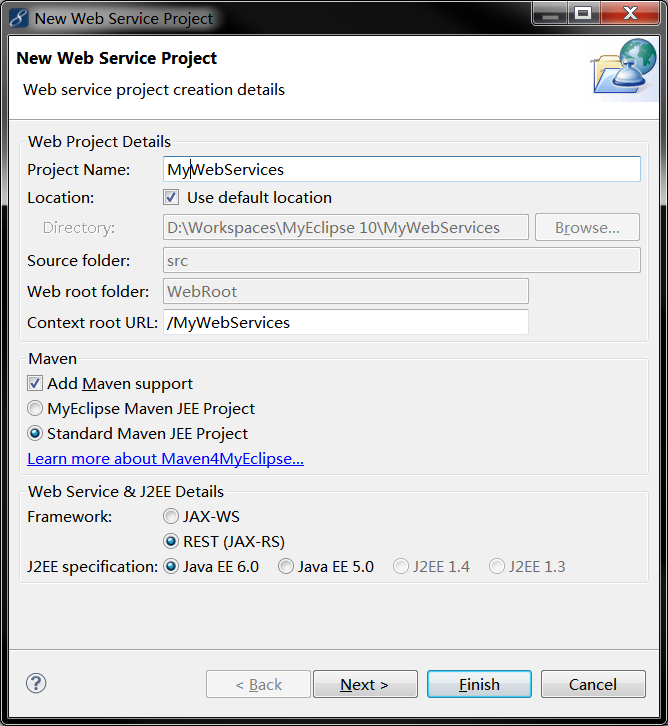 New Web Service Project
New Web Service Project
Web service project creation details
Web Project Details
Project Name: MyWebServices
Location: Use default location
Directory: D:\Workspaces\MyEclipse 10\MyWebServices Browse...
Source folder: src
Web root folder: WebRoot
Context root URL: /MyWebServices
Maven
Add Maven support
MyEclipse Maven JEE Project
Standard Maven JEE Project
Learn more about Maven4MyEclipse...
Web Service & J2EE Details
Framework: JAX-WS
REST (JAX-RS)
J2EE specification: Java EE 6.0 Java EE 5.0 J2EE 1.4 J2EE 1.3
? < Back Next > Finish Cancel